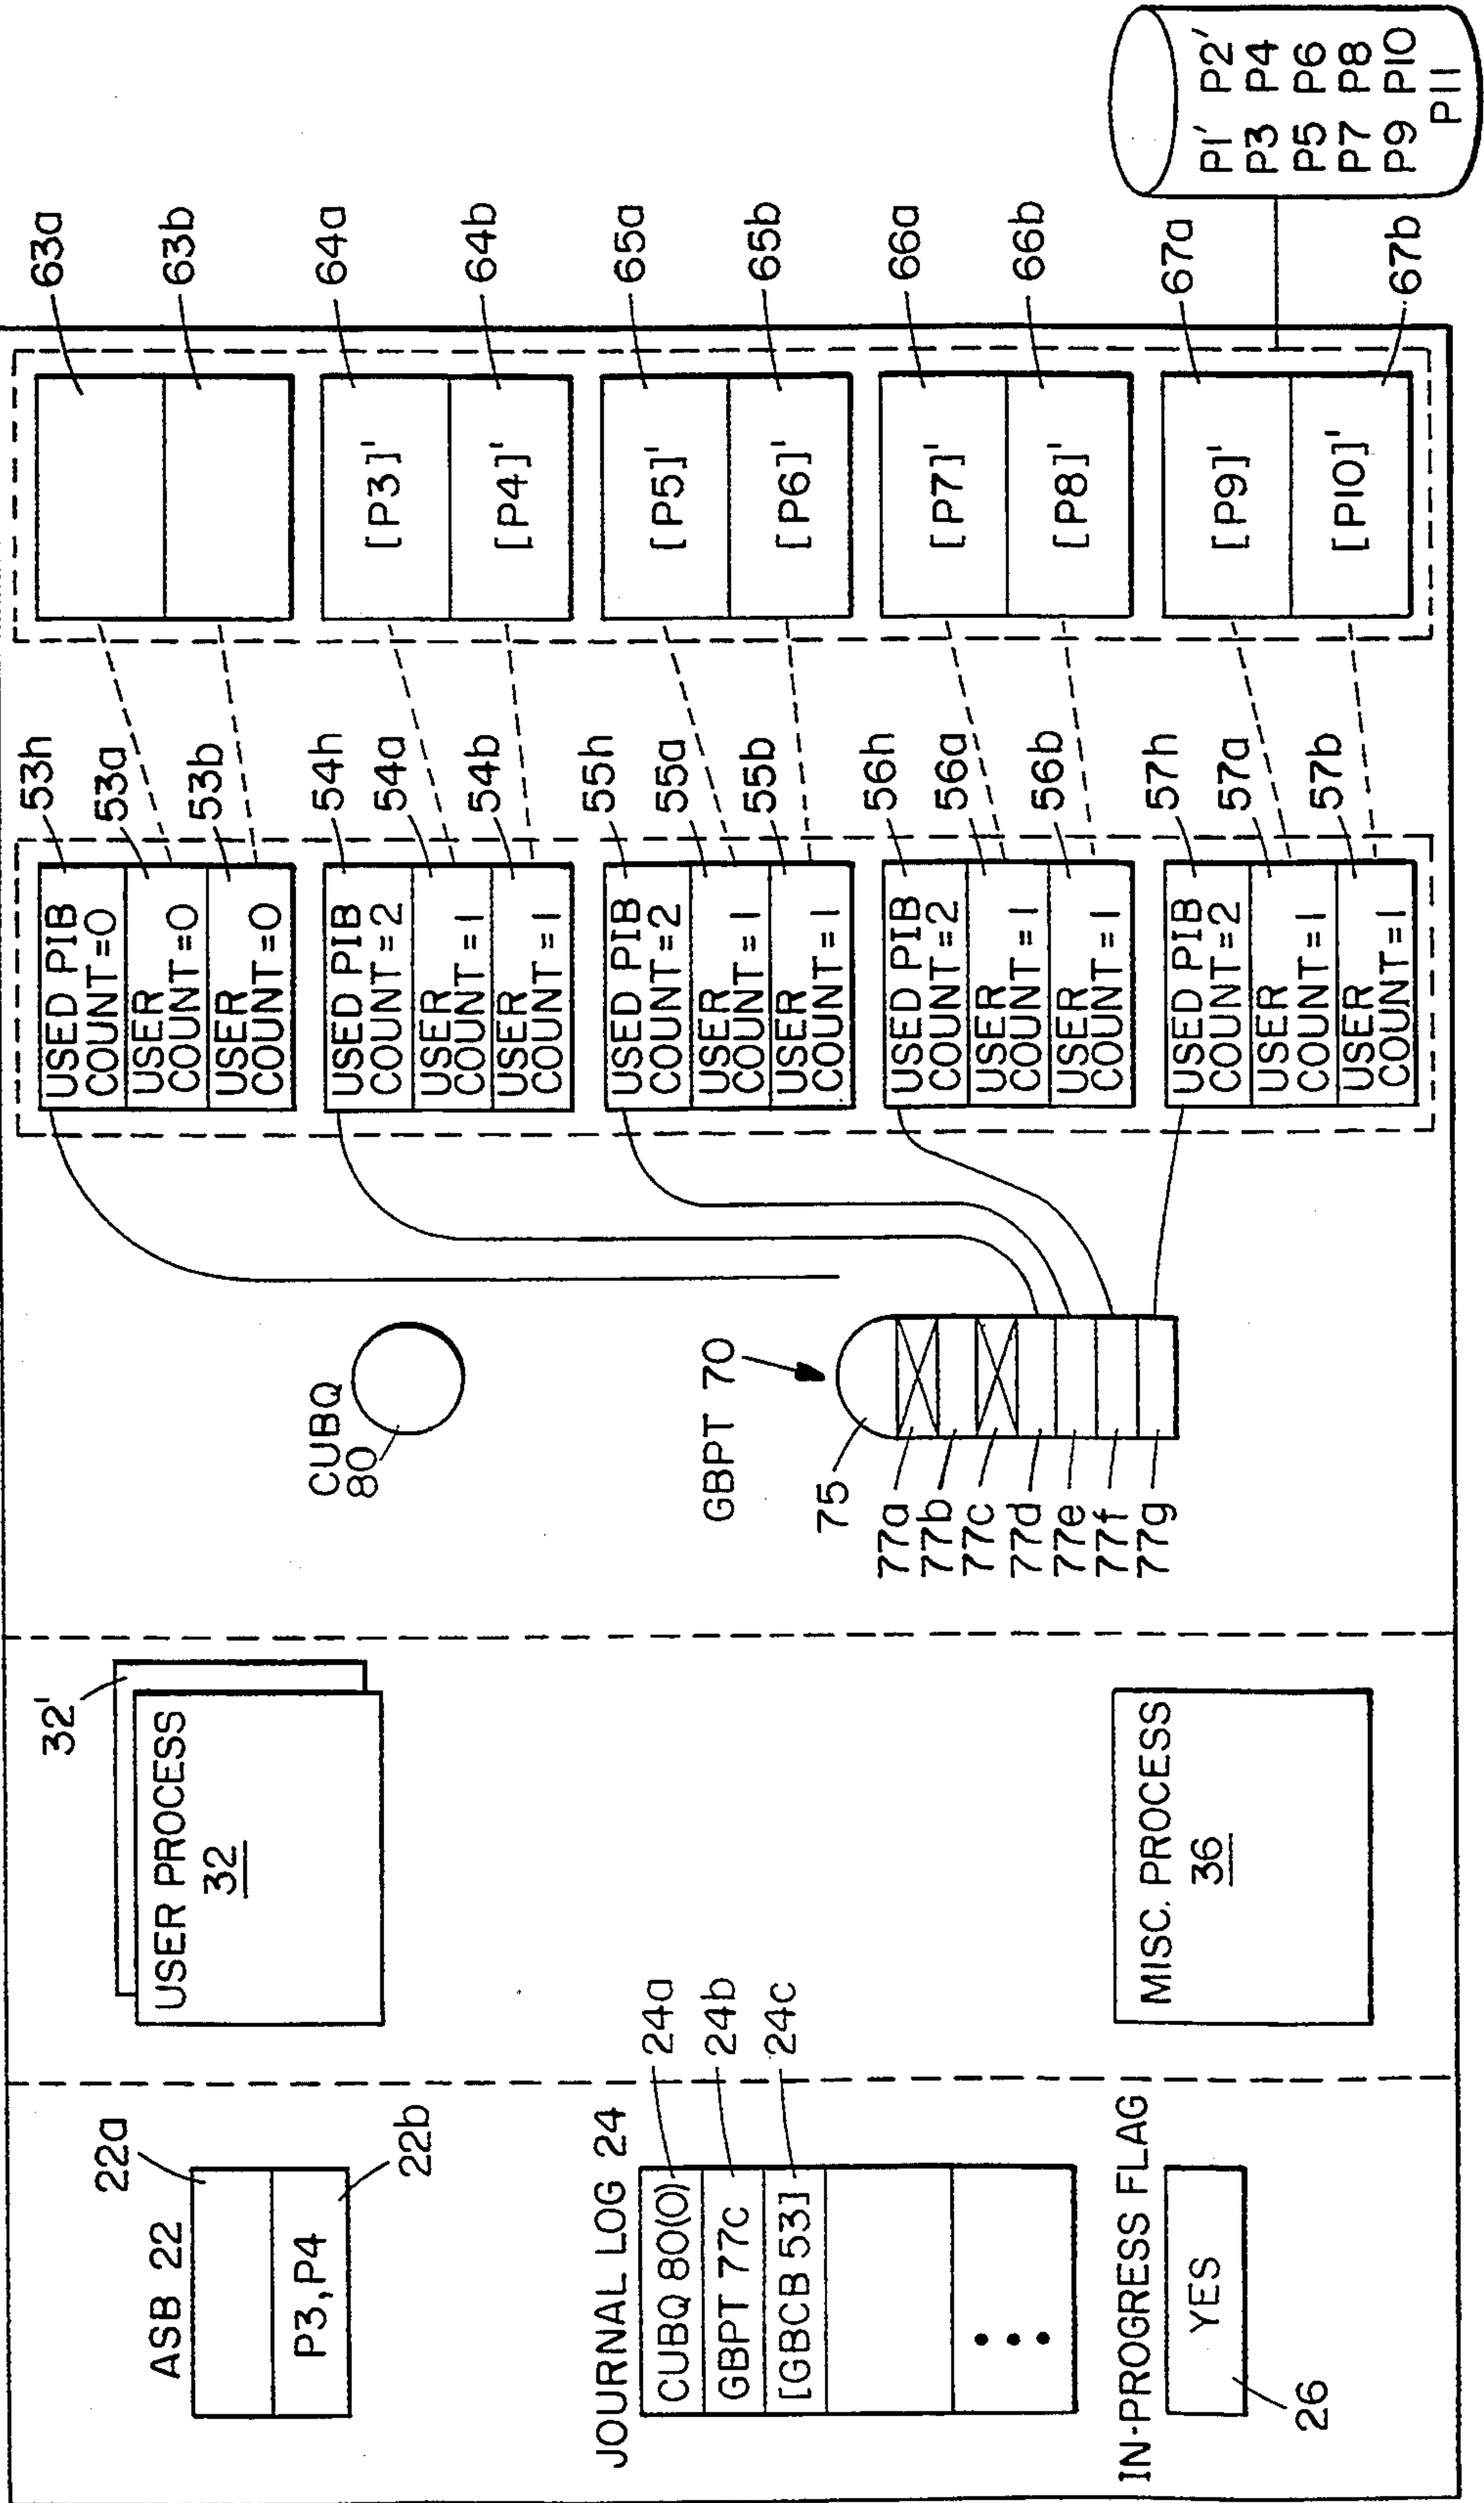 ASB 22
22a
P3,P4
22b
JOURNAL LOG 24
CUBQ 80(0)
24a
GBPT 77c
24b
[GBCB 53]
24c
IN-PROGRESS FLAG
YES
26
32'
USER PROCESS
32
MISC. PROCESS
36
CUBQ
80
GBPT 70
75
77a
77b
77c
77d
77e
77f
77g
USED PIB
COUNT=0
USER
COUNT=0
USER
COUNT=0
53h
53a
53b
USED PIB
COUNT=2
USER
COUNT=1
USER
COUNT=1
54h
54a
54b
USED PIB
COUNT=2
USER
COUNT=1
USER
COUNT=1
55h
55a
55b
USED PIB
COUNT=2
USER
COUNT=1
USER
COUNT=1
56h
56a
56b
USED PIB
COUNT=2
USER
COUNT=1
USER
COUNT=1
57h
57a
57b
63a
63b
[P3]'
64a
[P4]'
64b
[P5]'
65a
[P6]'
65b
[P7]'
66a
[P8]'
66b
[P9]'
67a
[P10]'
67b
P1' P2'
P3 P4
P5 P6
P7 P8
P9 P10
P11